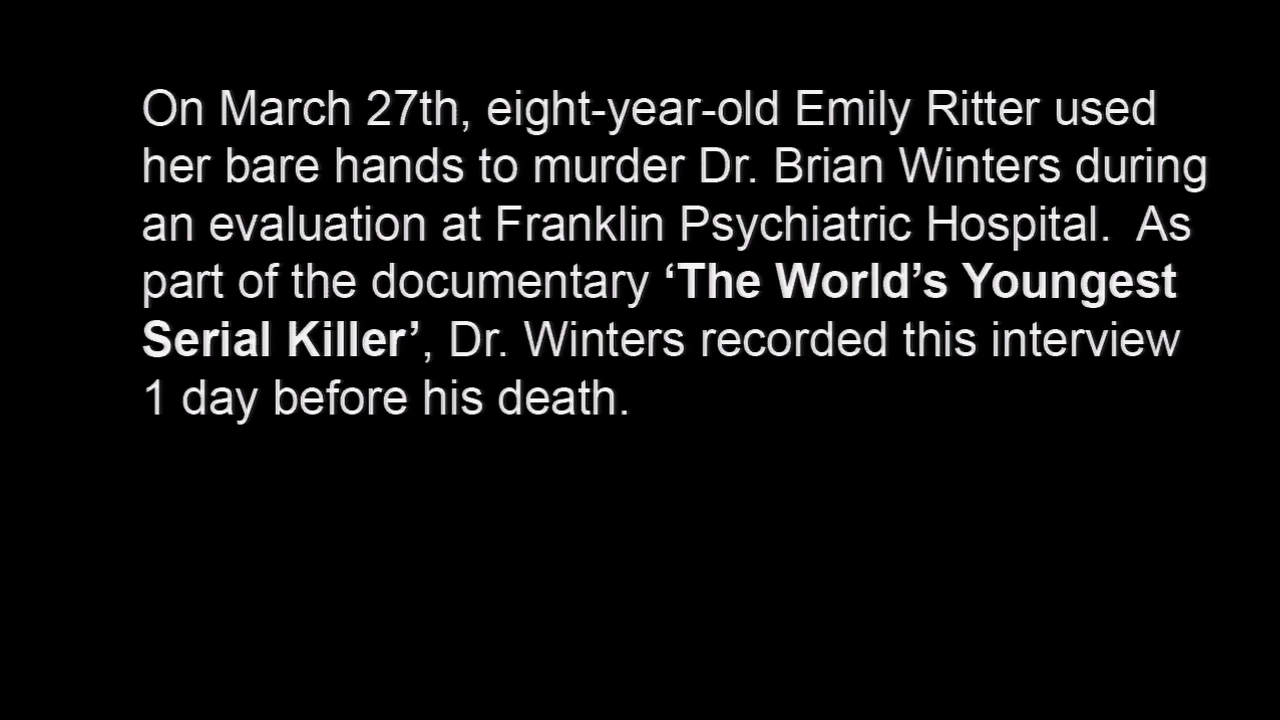 On March 27th, eight-year-old Emily Ritter used
her bare hands to murder Dr. Brian Winters during
an evaluation at Franklin Psychiatric Hospital.  As
part of the documentary ‘The World’s Youngest
Serial Killer’, Dr. Winters recorded this interview
1 day before his death.